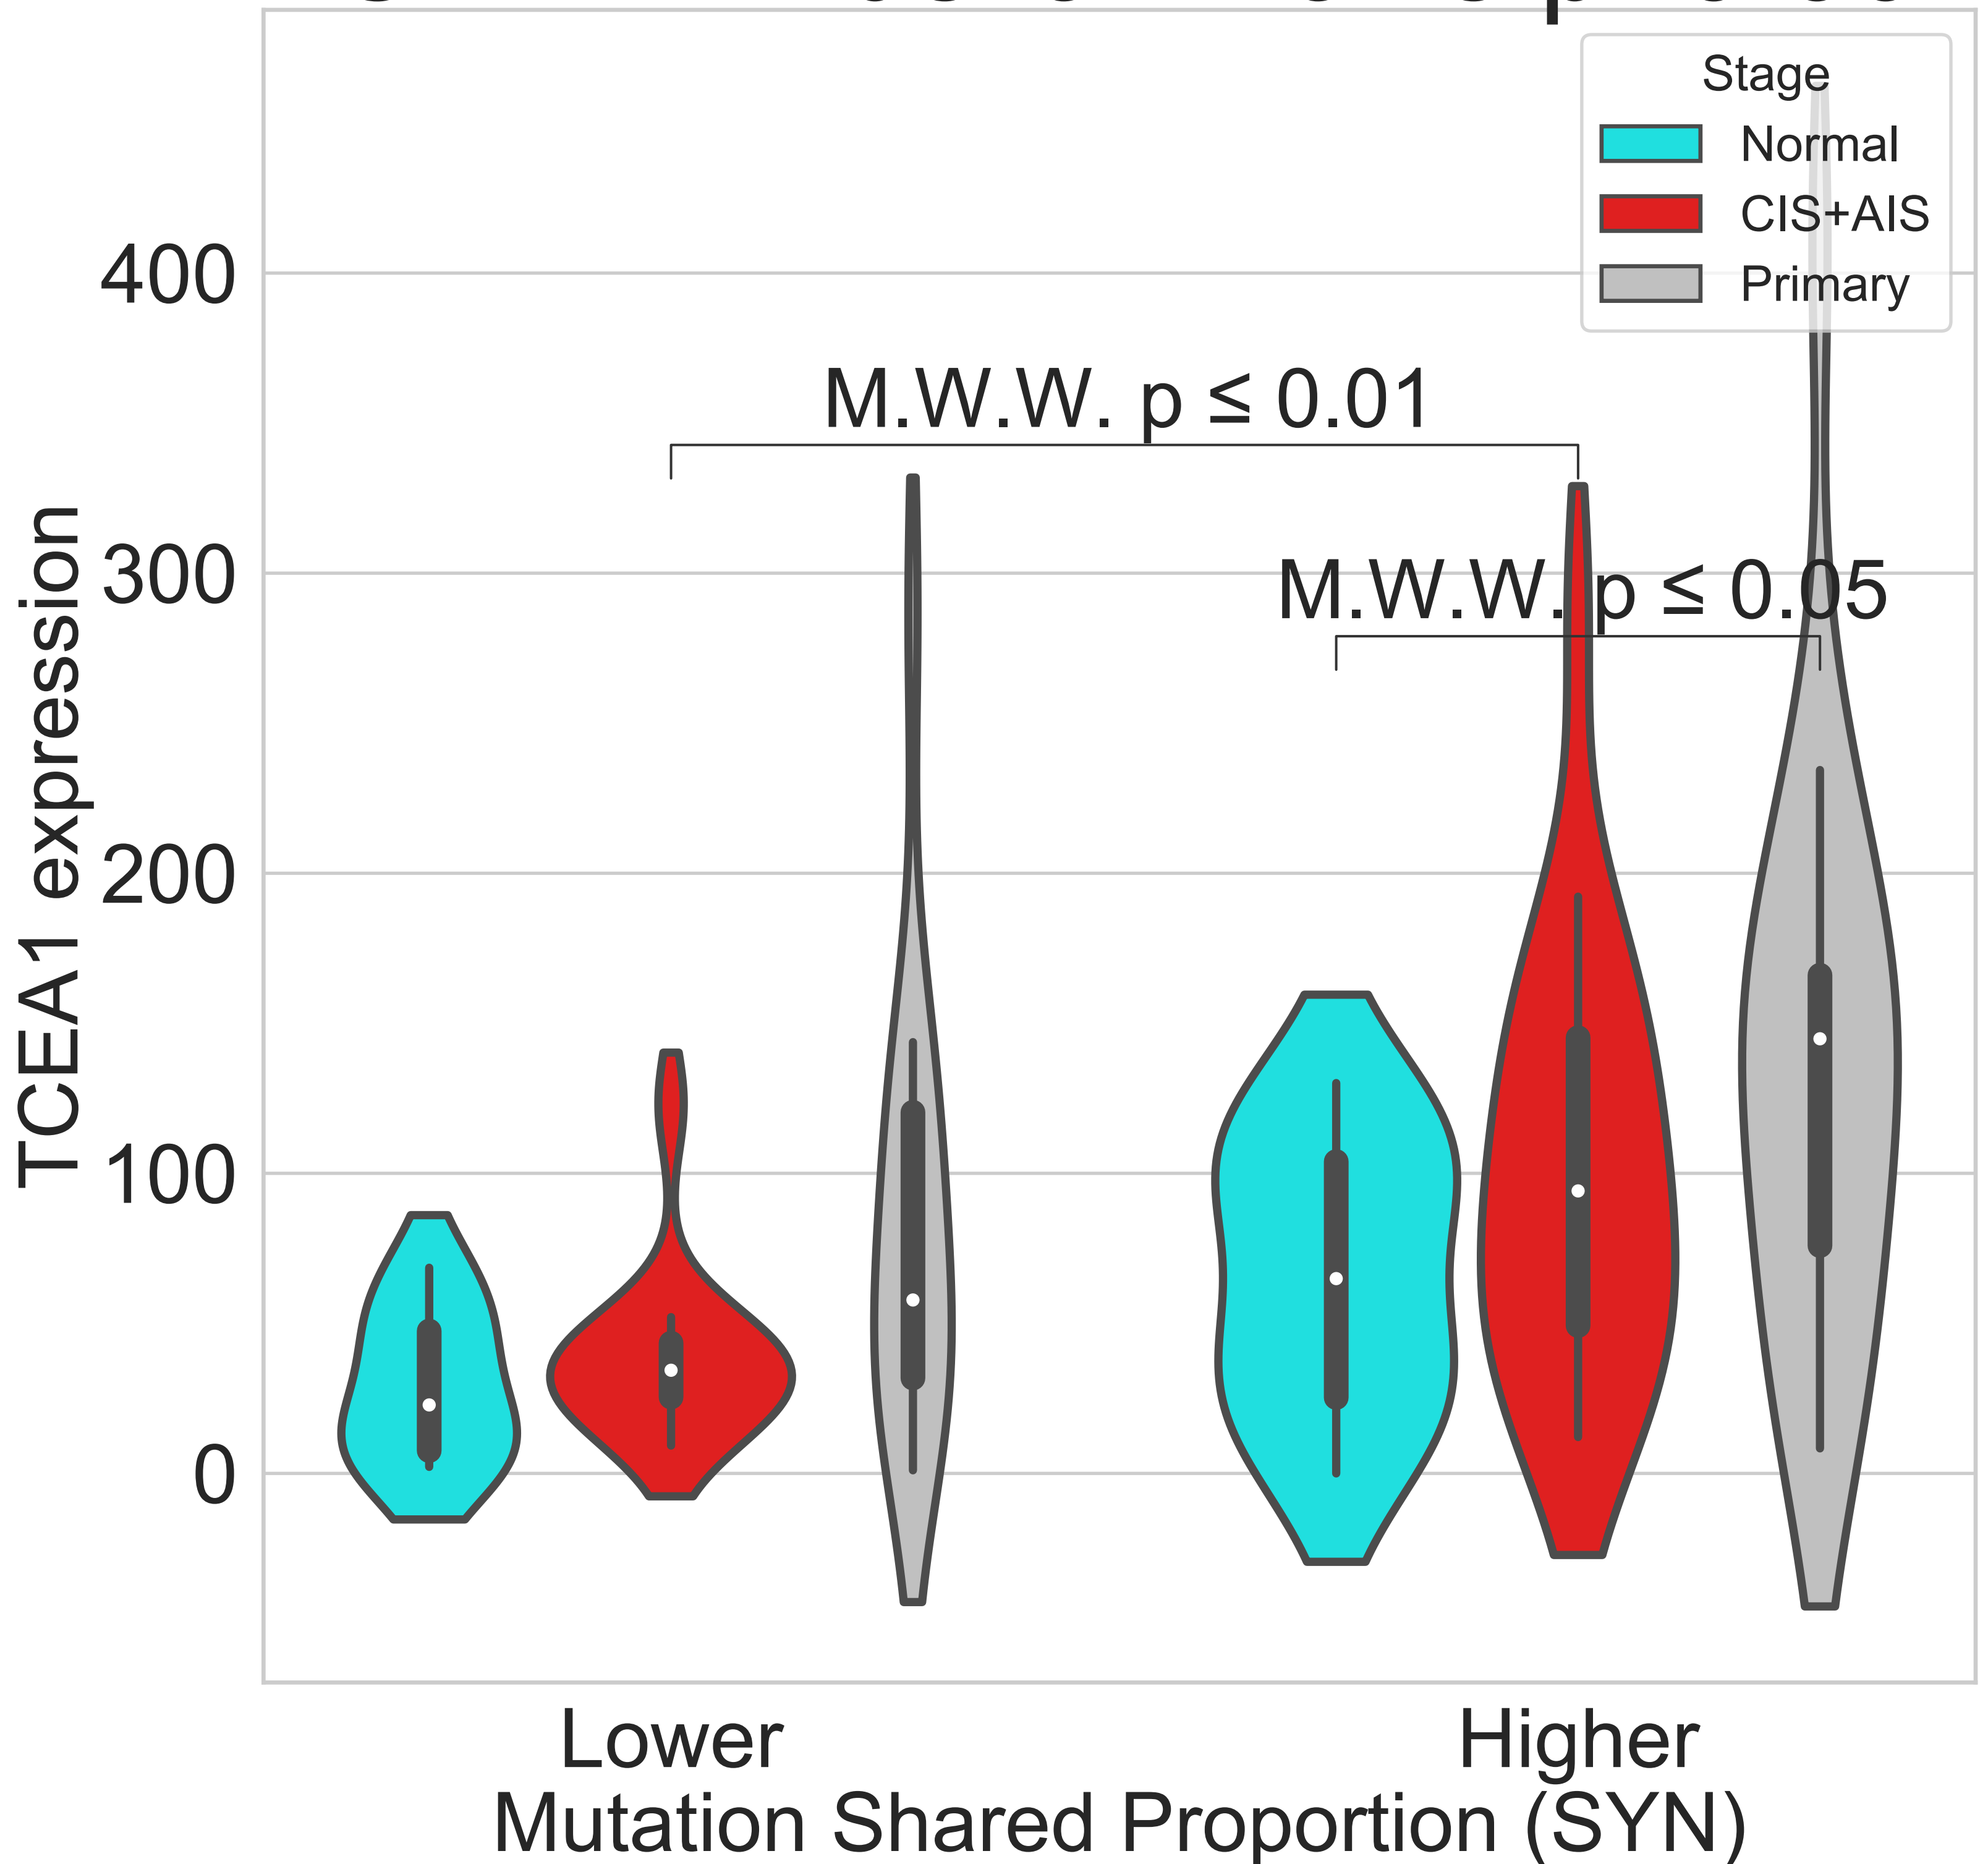 Stage
Normal
CIS+AIS
Primary
400
M.W.W. p ≤ 0.01
300
M.W.W. p ≤ 0.05
200
100
0
TCEA1 expression
Lower
Higher
Mutation Shared Proportion (SYN)